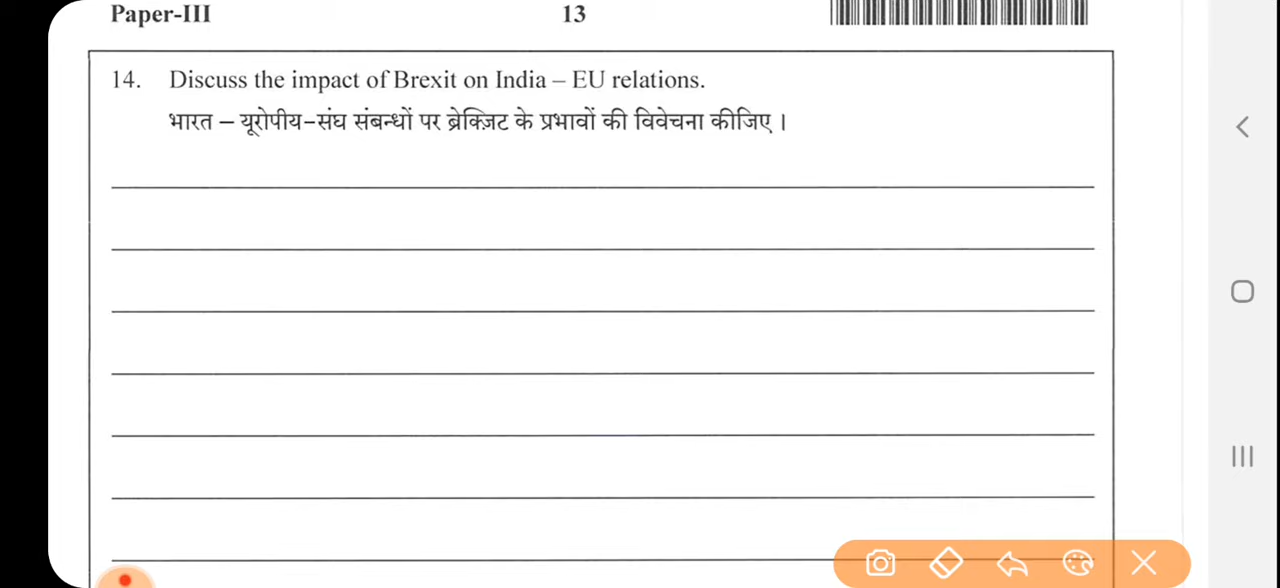 Paper-III 13
14. Discuss the impact of Brexit on India – EU relations.
भारत – यूरोपीय-संघ संबन्धों पर ब्रेक्ज़िट के प्रभावों की विवेचना कीजिए ।